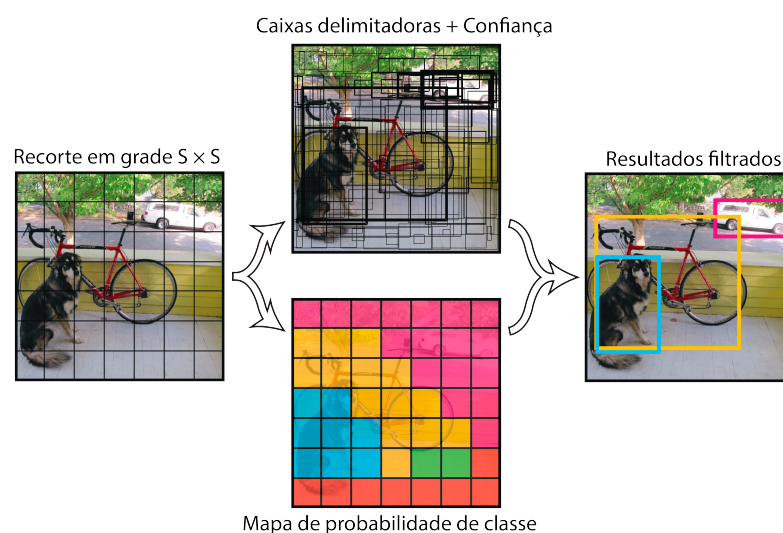 Caixas delimitadoras + Confiança
Recorte em grade S × S
Resultados filtrados
Mapa de probabilidade de classe